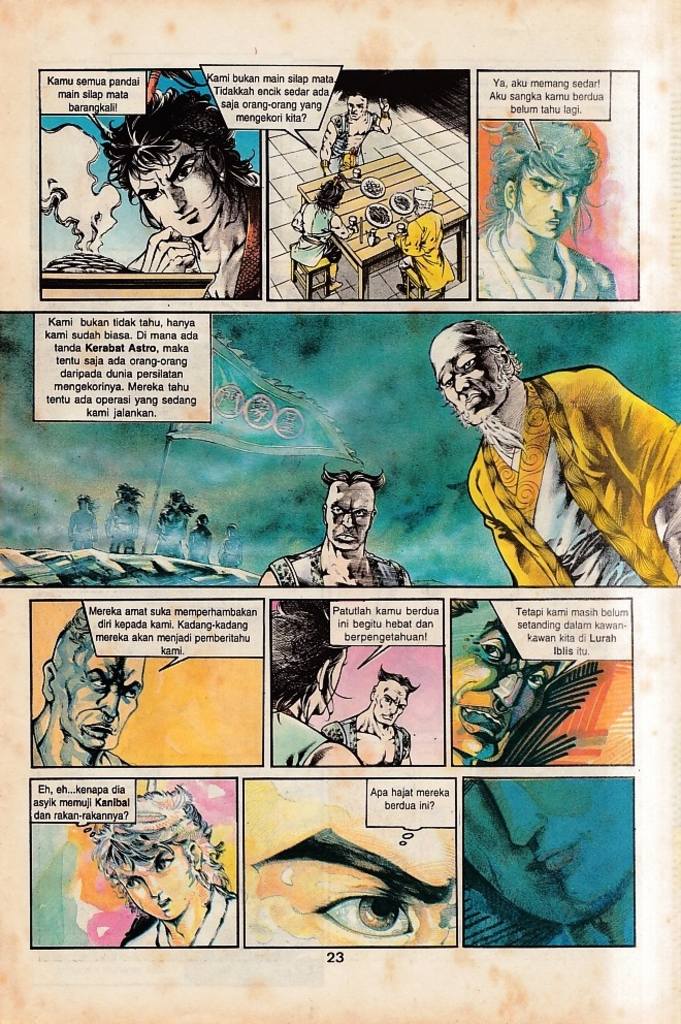 Kamu semua pandai
main silap mata
barangkali!
Kami bukan main silap mata.
Tidakkah encik sedar ada
saja orang-orang yang
mengekori kita?
Ya, aku memang sedar!
Aku sangka kamu berdua
belum tahu lagi.
Kami bukan tidak tahu, hanya
kami sudah biasa. Di mana ada
tanda Kerabat Astro, maka
tentu saja ada orang-orang
daripada dunia persilatan
mengekorinya. Mereka tahu
tentu ada operasi yang sedang
kami jalankan.
Mereka amat suka memperhambakan
diri kepada kami. Kadang-kadang
mereka akan menjadi pemberitahu
kami.
Patutlah kamu berdua
ini begitu hebat dan
berpengetahuan!
Tetapi kami masih belum
setanding dalam kawan-
kawan kita di Lurah
Iblis itu.
Eh, eh...kenapa dia
asyik memuji Kanibal
dan rakan-rakannya?
Apa hajat mereka
berdua ini?
23